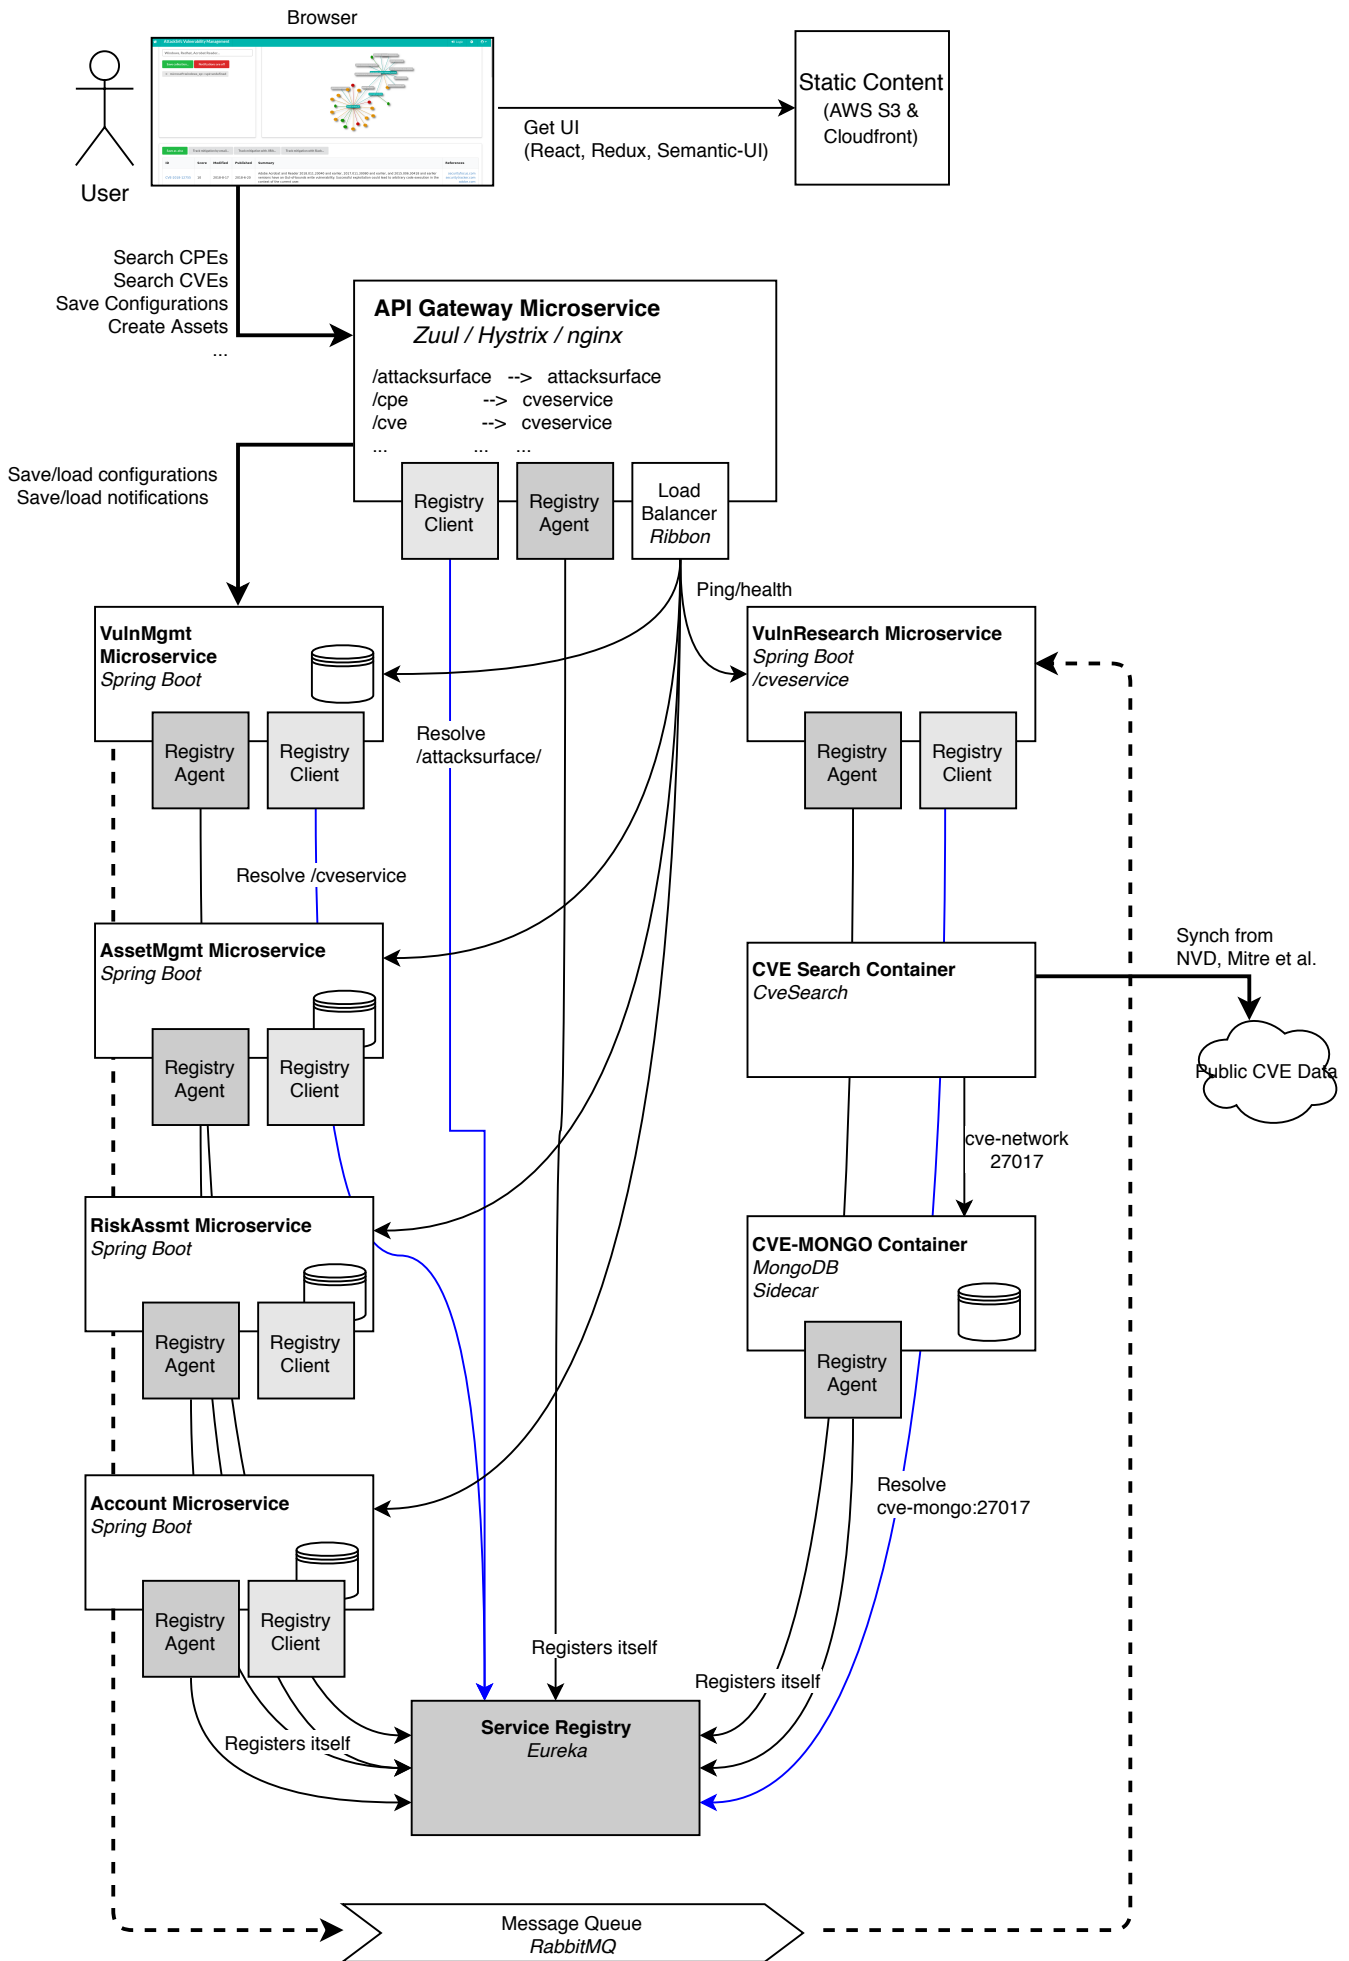 Browser
User
Get UI
(React, Redux, Semantic-UI)
Static Content
(AWS S3 &
Cloudfront)
Search CPEs
Search CVEs
Save Configurations
Create Assets
...
API Gateway Microservice
Zuul / Hystrix / nginx
/attacksurface --> attacksurface
/cpe --> cveservice
/cve --> cveservice
... ... ...
Registry
Client
Registry
Agent
Load
Balancer
Ribbon
Save/load configurations
Save/load notifications
Ping/health
VulnMgmt
Microservice
Spring Boot
Registry
Agent
Registry
Client
Resolve
/attacksurface/
VulnResearch Microservice
Spring Boot
/cveservice
Registry
Agent
Registry
Client
Resolve /cveservice
AssetMgmt Microservice
Spring Boot
Registry
Agent
Registry
Client
CVE Search Container
CveSearch
Synch from
NVD, Mitre et al.
Public CVE Data
cve-network
27017
RiskAssmt Microservice
Spring Boot
Registry
Agent
Registry
Client
CVE-MONGO Container
MongoDB
Sidecar
Registry
Agent
Resolve
cve-mongo:27017
Account Microservice
Spring Boot
Registry
Agent
Registry
Client
Registers itself
Registers itself
Registers itself
Service Registry
Eureka
Message Queue
RabbitMQ